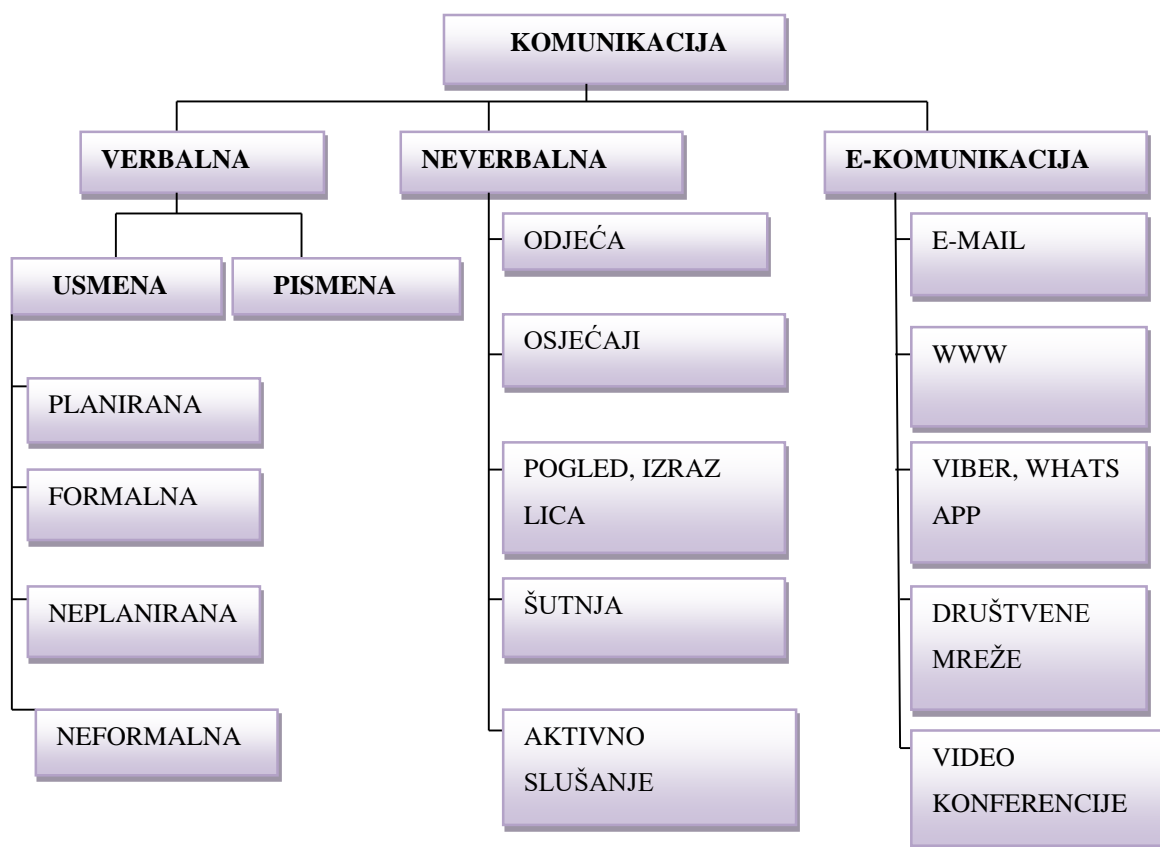 KOMUNIKACIJA
VERBALNA
NEVERBALNA
E-KOMUNIKACIJA
USMENA
PISMENA
PLANIRANA
FORMALNA
NEPLANIRANA
NEFORMALNA
ODJEĆA
OSJEĆAJI
POGLED, IZRAZ
LICA
ŠUTNJA
AKTIVNO
SLUŠANJE
E-MAIL
WWW
VIBER, WHATS
APP
DRUŠTVENE
MREŽE
VIDEO
KONFERENCIJE